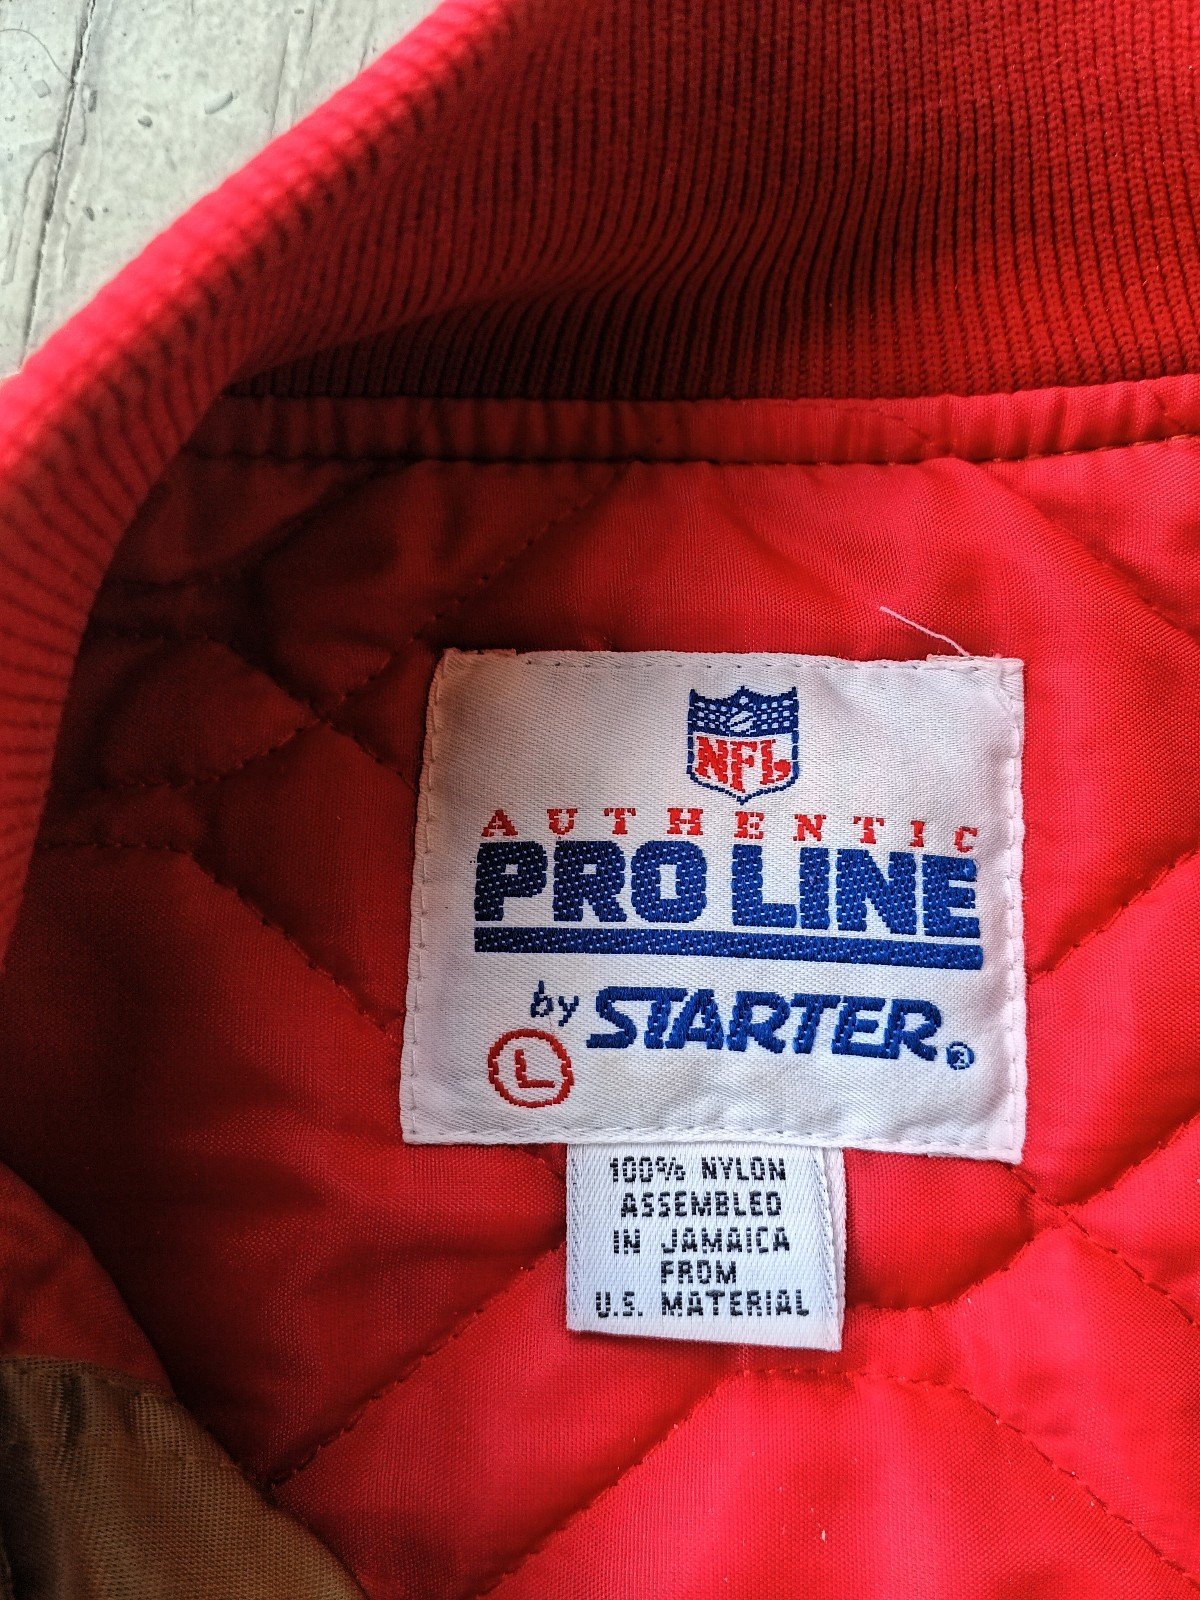 NFL
AUTHENTIC
PRO LINE
by STARTER®
L
100% NYLON
ASSEMBLED
IN JAMAICA
FROM
U.S. MATERIAL